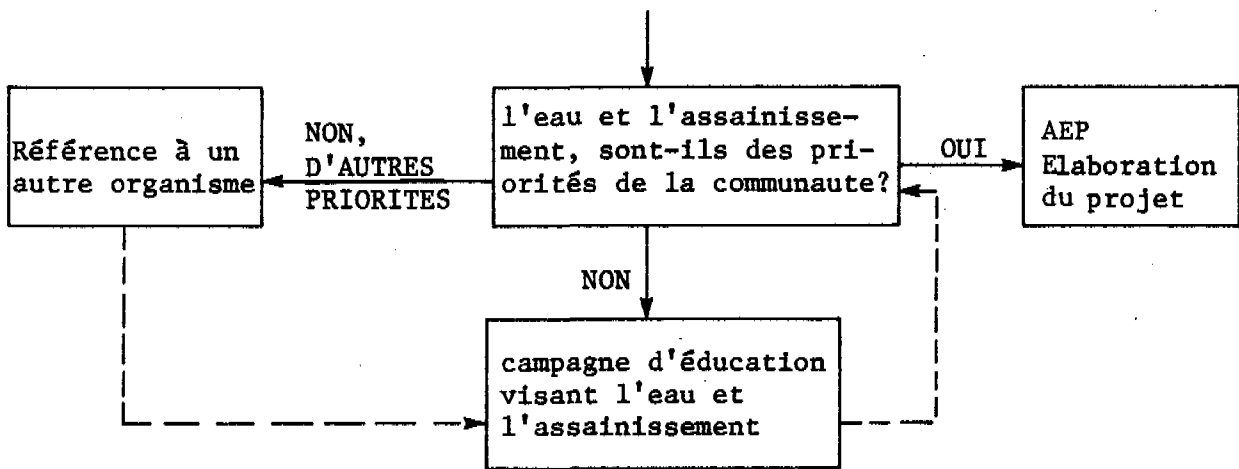 Référence à un
autre organisme
NON,
D'AUTRES
PRIORITES
l'eau et l'assainisse-
ment, sont-ils des pri-
orités de la communaute?
OUI
AEP
Elaboration
du projet
NON
campagne d'éducation
visant l'eau et
l'assainissement